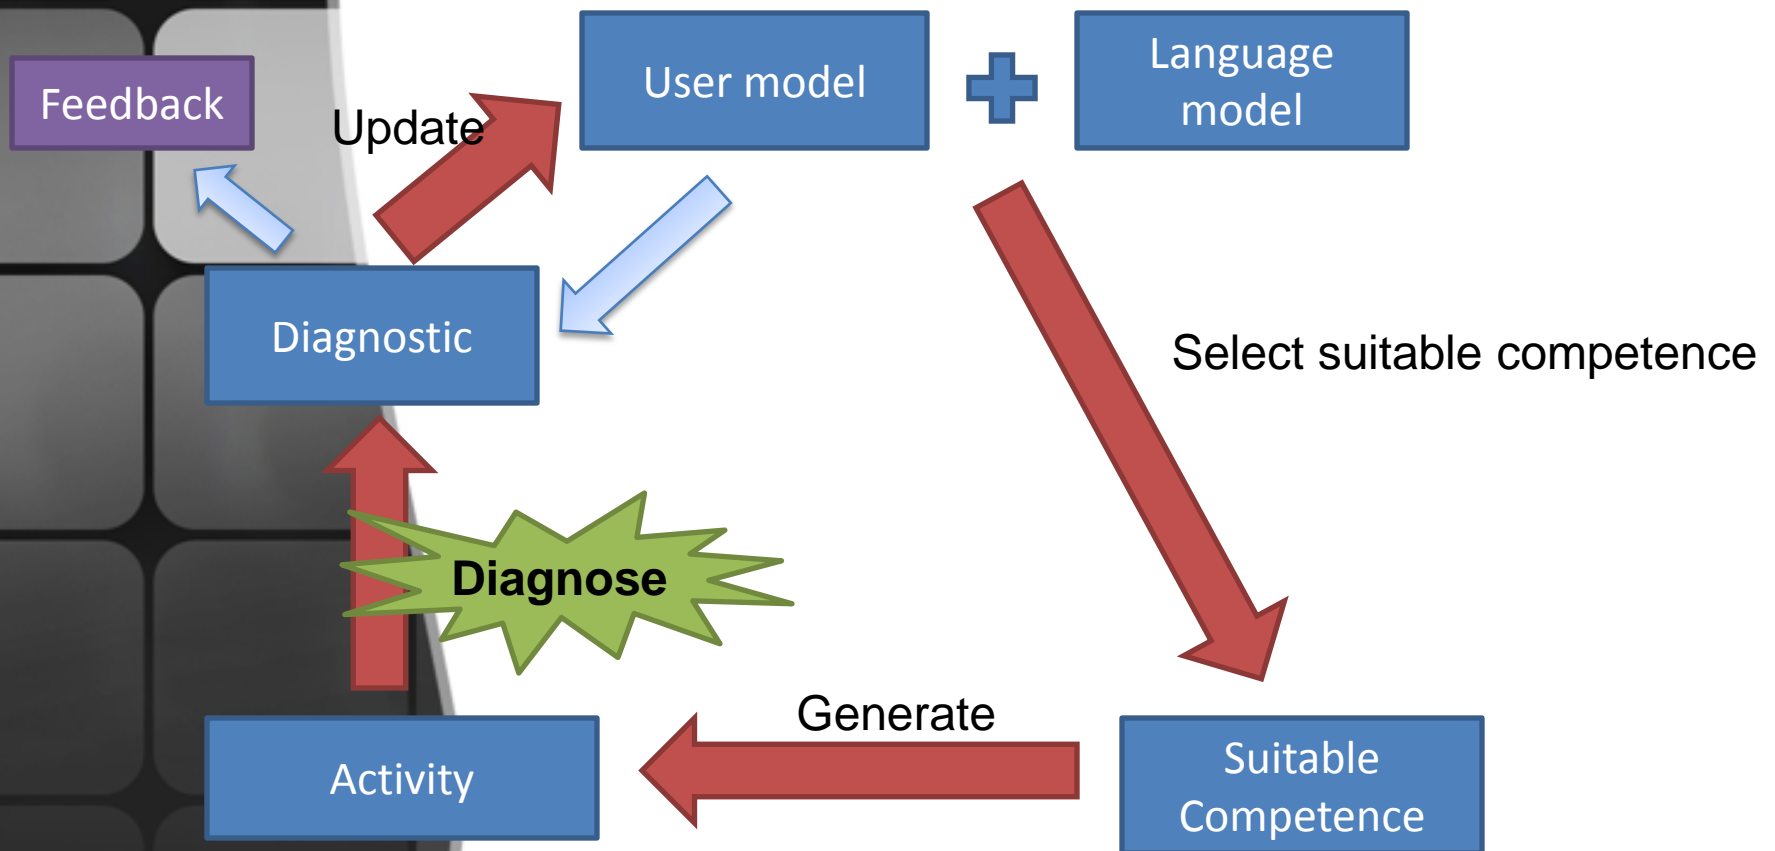 User model
Language
model
Feedback
Update
Diagnostic
Select suitable competence
Diagnose
Generate
Activity
Suitable
Competence